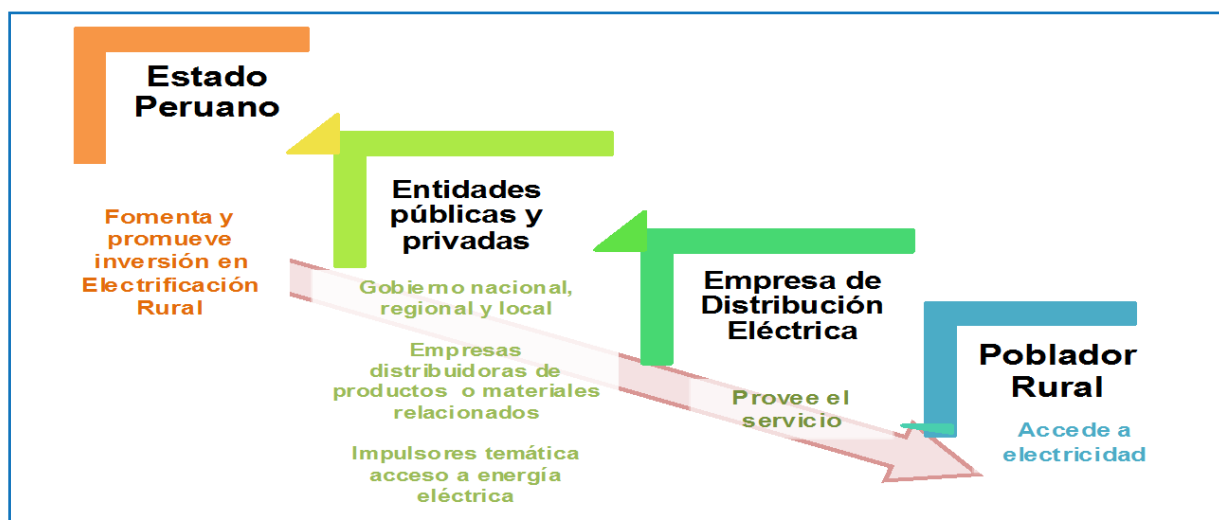 Estado
Peruano
Fomenta y
promueve
inversión en
Electrificación
Rural
Entidades
públicas y
privadas
Gobierno nacional,
regional y local
Empresas
distribuidoras de
productos o materiales
relacionados
Impulsores temática
acceso a energía
eléctrica
Empresa de
Distribución
Eléctrica
Provee el
servicio
Poblador
Rural
Accede a
electricidad